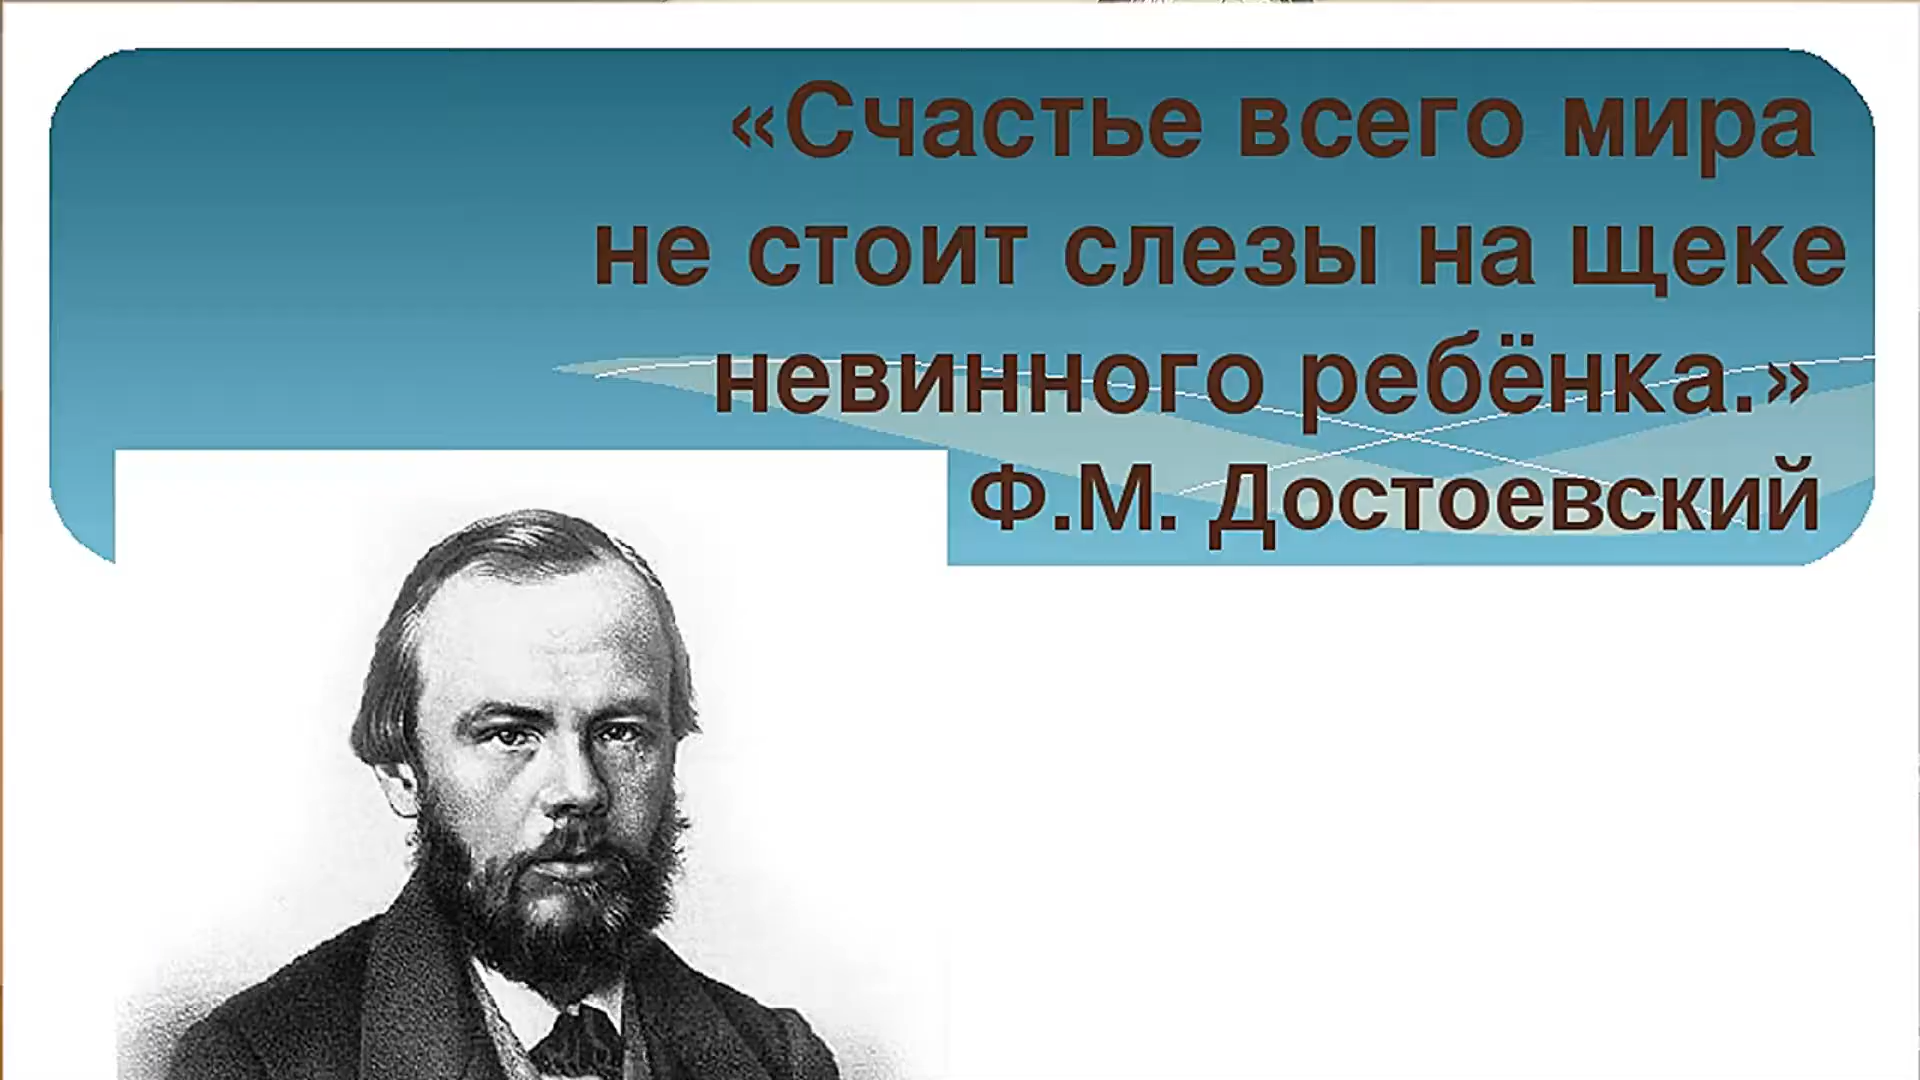 «Счастье всего мира
не стоит слезы на щеке
невинного ребёнка.»
Ф.М. Достоевский